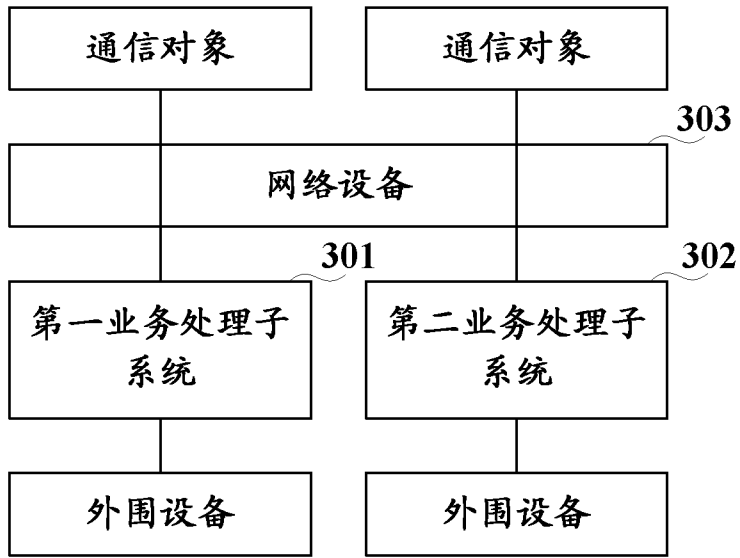 通信对象
通信对象
303
网络设备
301
302
第一业务处理子
系统
第二业务处理子
系统
外围设备
外围设备